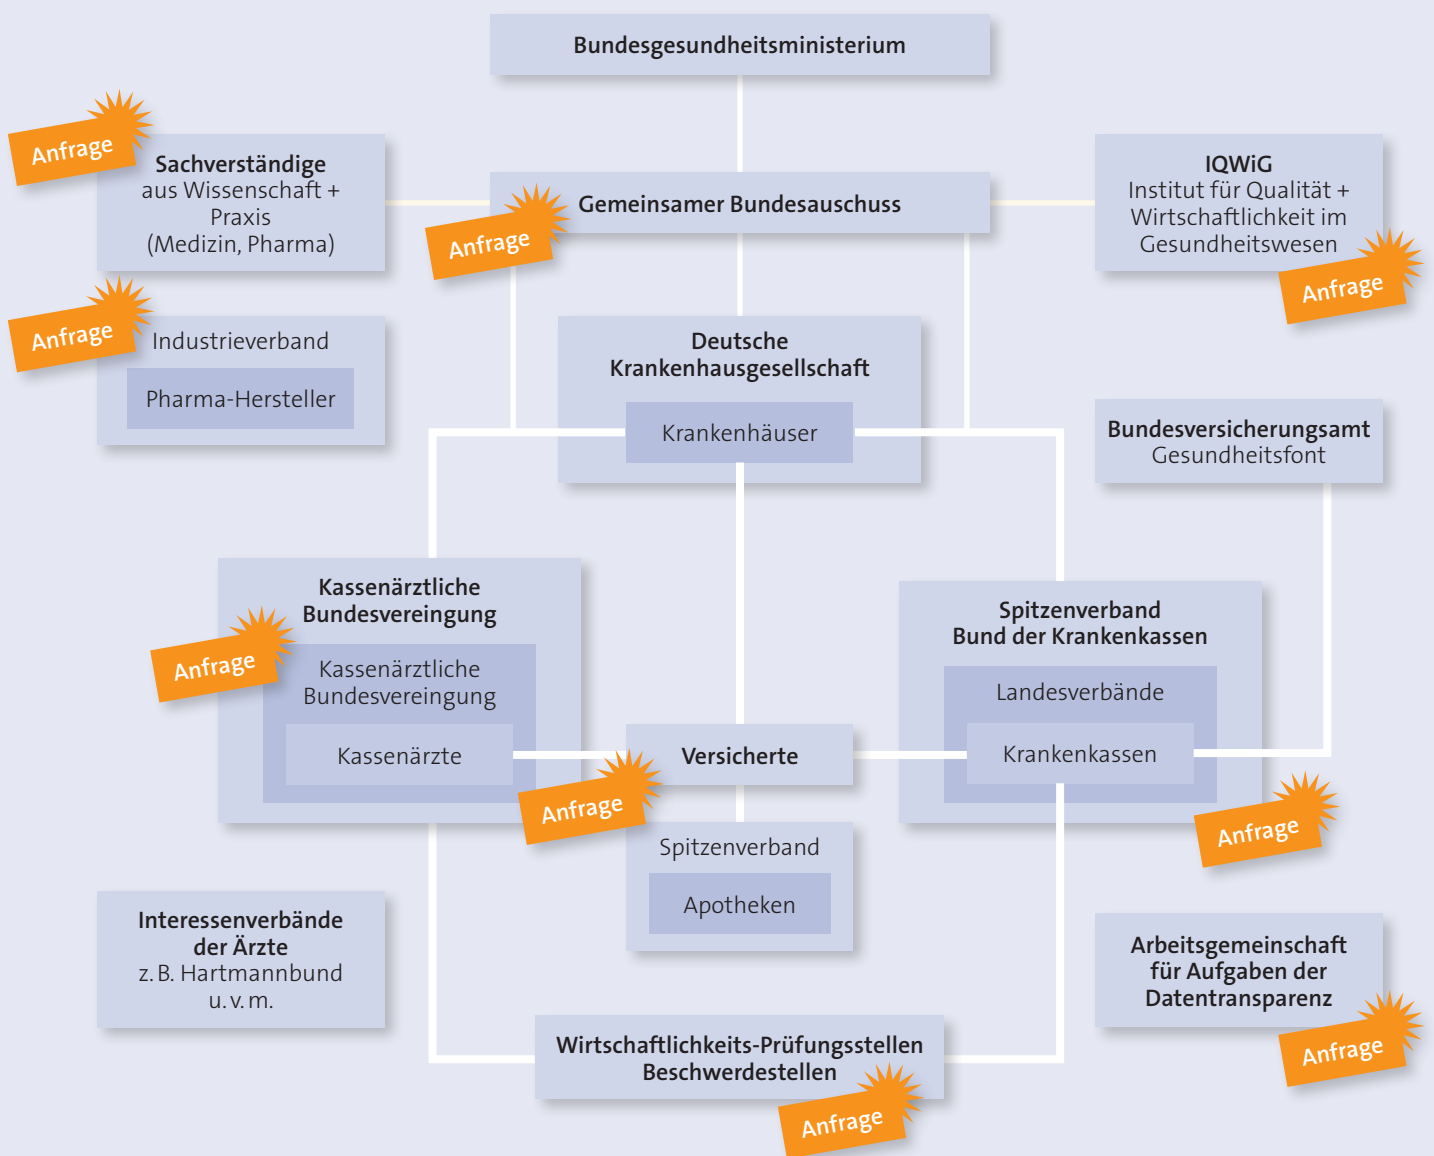 Bundesgesundheitsministerium
Anfrage
Sachverständige
aus Wissenschaft +
Praxis
(Medizin, Pharma)
Anfrage
Gemeinsamer Bundesauschuss
IQWiG
Institut für Qualität +
Wirtschaftlichkeit im
Gesundheitswesen
Anfrage
Anfrage
Industrieverband
Pharma-Hersteller
Deutsche
Krankenhausgesellschaft
Krankenhäuser
Bundesversicherungsamt
Gesundheitsfont
Kassenärztliche
Bundesvereingung
Anfrage
Kassenärztliche
Bundesvereingung
Kassenärzte
Versicherte
Anfrage
Spitzenverband
Bund der Krankenkassen
Landesverbände
Krankenkassen
Anfrage
Spitzenverband
Apotheken
Interessenverbände
der Ärzte
z. B. Hartmannbund
u. v. m.
Arbeitsgemeinschaft
für Aufgaben der
Datentransparenz
Anfrage
Wirtschaftlichkeits-Prüfungsstellen
Beschwerdestellen
Anfrage